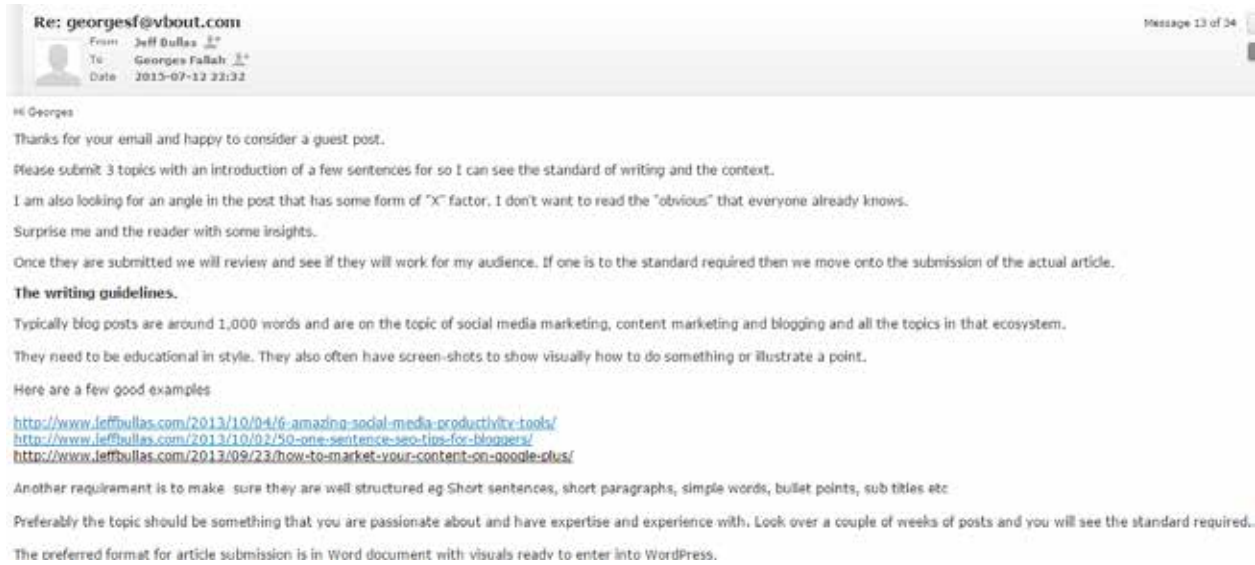 Re: georgesf@vbout.com
Message 13 of 34
From Jeff Bullas
To Georges Fallah
Date 2015-07-12 22:32
Hi Georges
Thanks for your email and happy to consider a guest post.
Please submit 3 topics with an introduction of a few sentences for so I can see the standard of writing and the context.
I am also looking for an angle in the post that has some form of "X" factor. I don't want to read the "obvious" that everyone already knows.
Surprise me and the reader with some insights.
Once they are submitted we will review and see if they will work for my audience. If one is to the standard required then we move onto the submission of the actual article.
The writing guidelines.
Typically blog posts are around 1,000 words and are on the topic of social media marketing, content marketing and blogging and all the topics in that ecosystem.
They need to be educational in style. They also often have screen-shots to show visually how to do something or illustrate a point.
Here are a few good examples
http://www.jeffbullas.com/2013/10/04/6-amazing-social-media-productivity-tools/
http://www.jeffbullas.com/2013/10/02/50-one-sentence-seo-tips-for-bloggers/
http://www.jeffbullas.com/2013/09/23/how-to-market-your-content-on-google-plus/
Another requirement is to make sure they are well structured eg Short sentences, short paragraphs, simple words, bullet points, sub titles etc
Preferably the topic should be something that you are passionate about and have expertise and experience with. Look over a couple of weeks of posts and you will see the standard required.
The preferred format for article submission is in Word document with visuals ready to enter into WordPress.